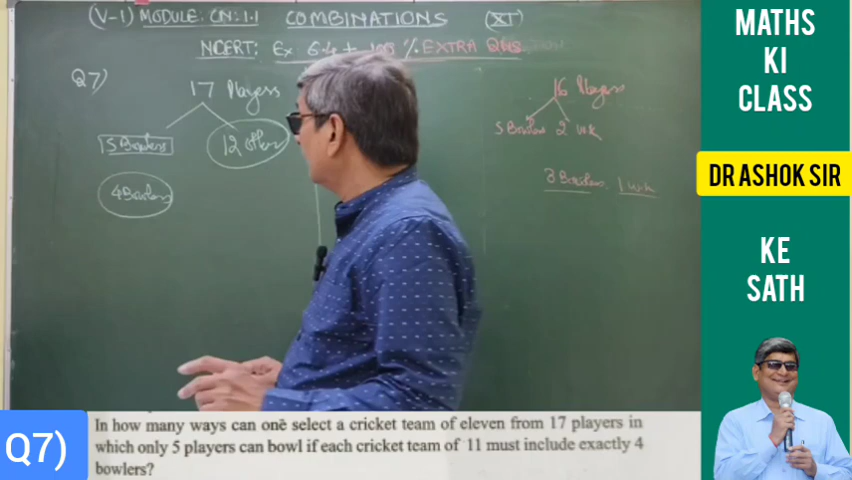 (V-1) MODULE: CN: 1.1 COMBINATIONS (XI)
NCERT: Ex 6.4 + 100 % EXTRA QNS
Q7) 17 Players
5 Bowlers 12 other
4 Bowlers
16 Players
5 Bowlers 2 wk
3 Bowlers, 1 wk
Q7)
In how many ways can one select a cricket team of eleven from 17 players in
which only 5 players can bowl if each cricket team of 11 must include exactly 4
bowlers?
MATHS
KI
CLASS
DR ASHOK SIR
KE
SATH